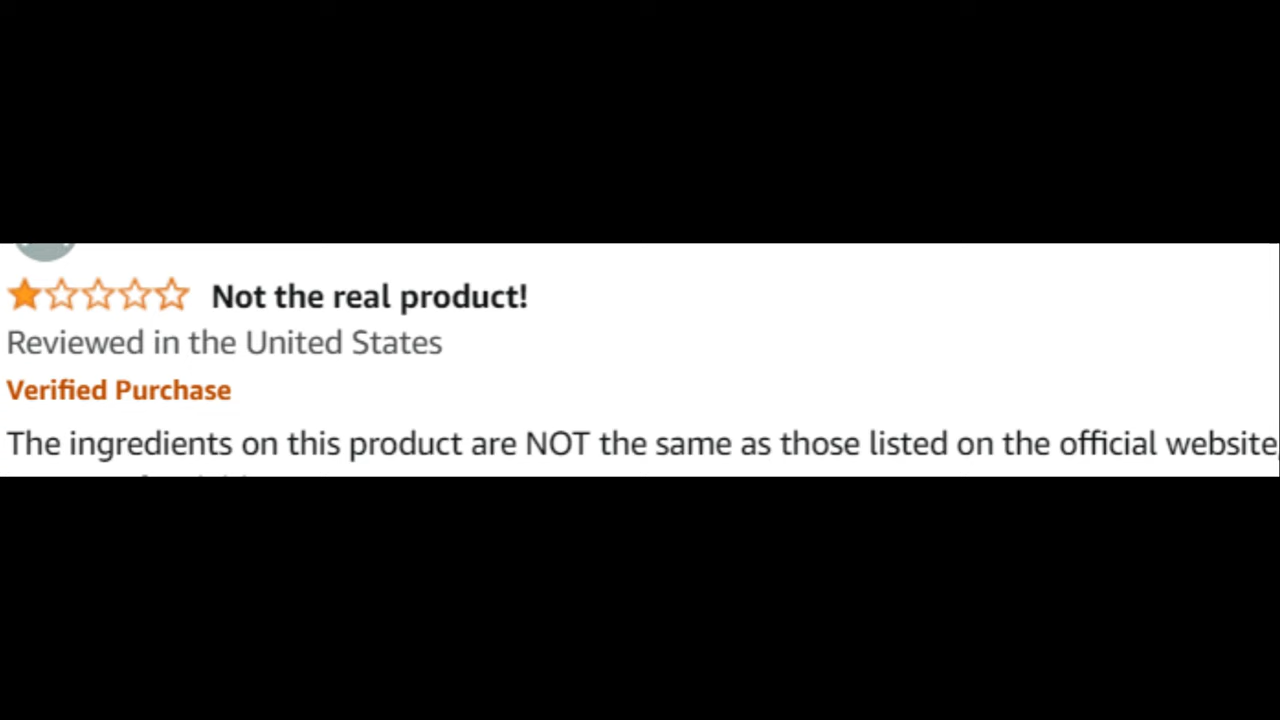 Not the real product!
Reviewed in the United States
Verified Purchase
The ingredients on this product are NOT the same as those listed on the official website,